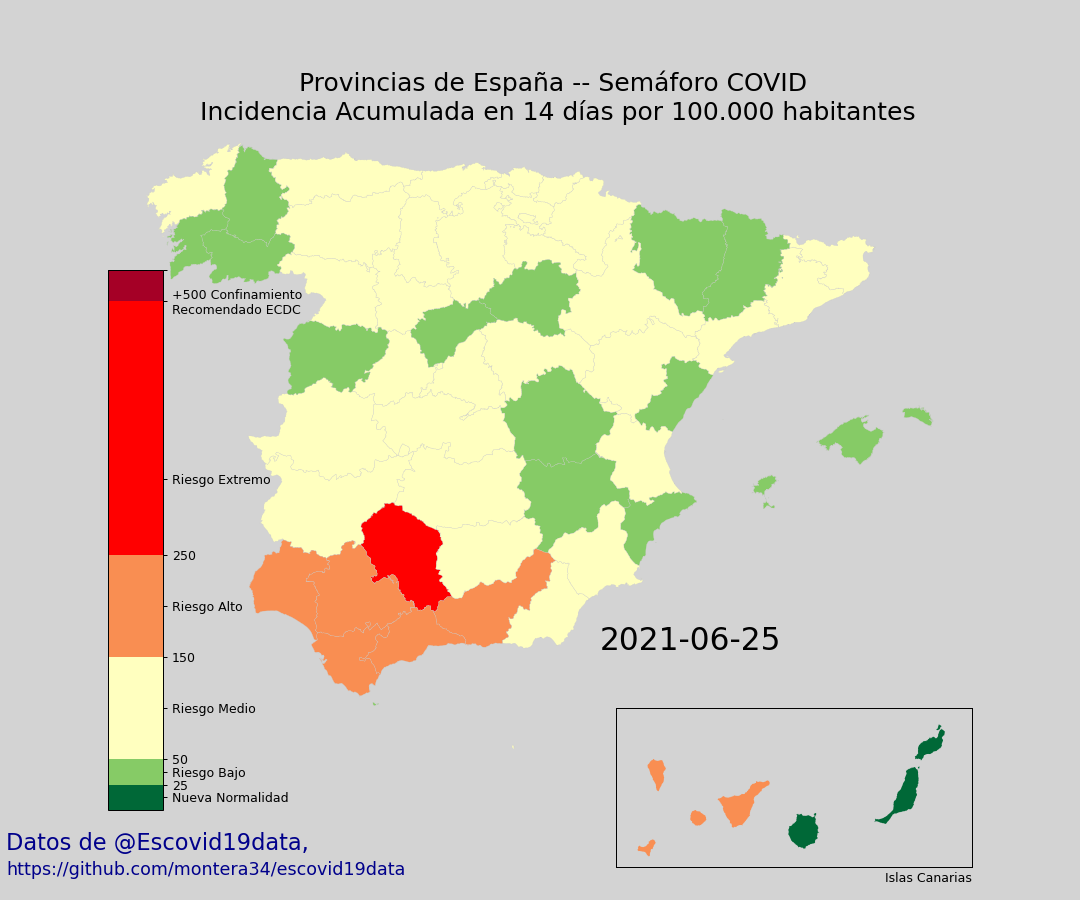 Provincias de España -- Semáforo COVID
Incidencia Acumulada en 14 días por 100.000 habitantes
+500 Confinamiento
Recomendado ECDC
Riesgo Extremo
250
Riesgo Alto
150
Riesgo Medio
50
Riesgo Bajo
25
Nueva Normalidad
2021-06-25
Islas Canarias
Datos de @Escovid19data,
https://github.com/montera34/escovid19data